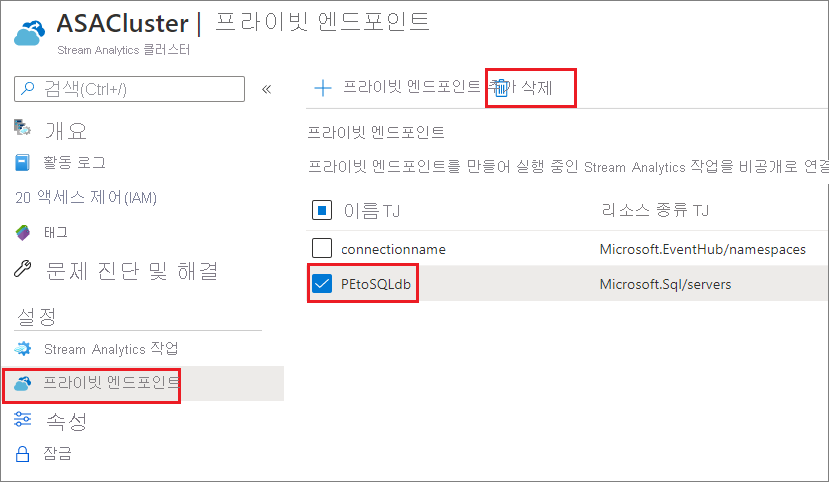 ASACluster | 프라이빗 엔드포인트
Stream Analytics 클러스터
검색(Ctrl+/)
«
개요
활동 로그
20 액세스 제어(IAM)
태그
문제 진단 및 해결
설정
Stream Analytics 작업
프라이빗 엔드포인트
속성
잠금
프라이빗 엔드포인트 추가 삭제
프라이빗 엔드포인트
프라이빗 엔드포인트를 만들어 실행 중인 Stream Analytics 작업을 비공개로 연결
이름 TJ 리소스 종류 TJ
connectionname Microsoft.EventHub/namespaces
PEtoSQLdb Microsoft.Sql/servers